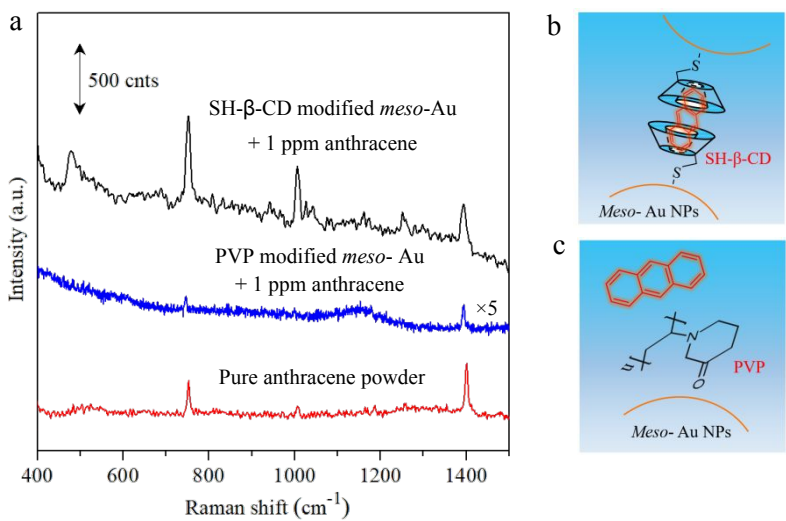 a
500 cnts
SH-β-CD modified meso-Au
+ 1 ppm anthracene
PVP modified meso- Au
+ 1 ppm anthracene
×5
Pure anthracene powder
Intensity (a.u.)
400 600 800 1000 1200 1400
Raman shift (cm⁻¹)
b
S
SH-β-CD
S
Meso- Au NPs
c
N
n
O
PVP
Meso- Au NPs